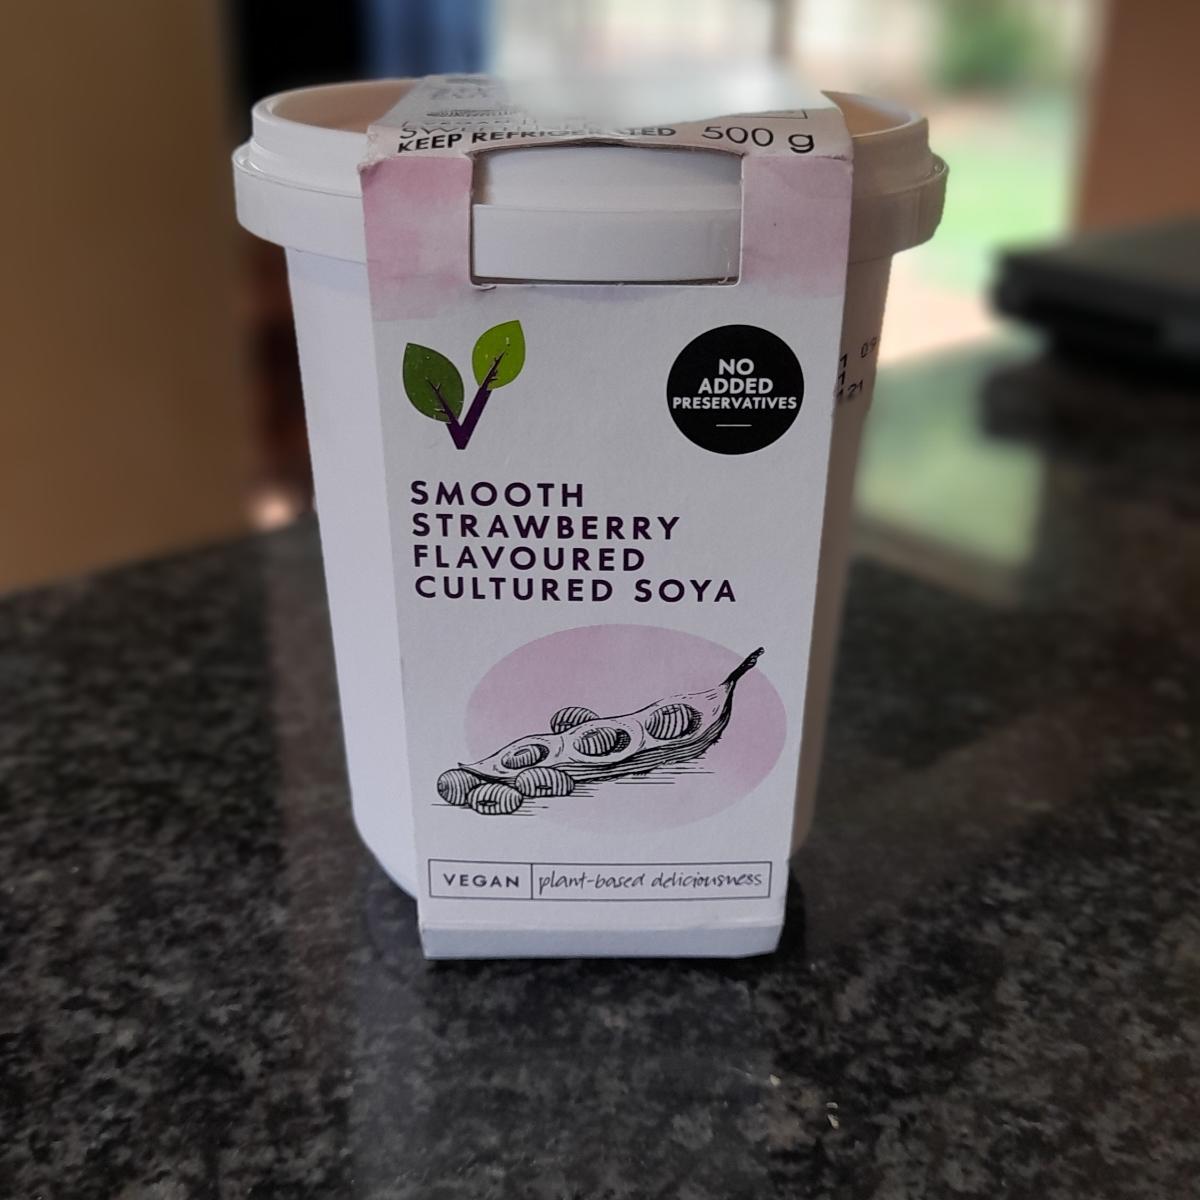 KEEP REFRIGERATED 500 g
NO
ADDED
PRESERVATIVES
SMOOTH
STRAWBERRY
FLAVOURED
CULTURED SOYA
VEGAN plant-based deliciousness